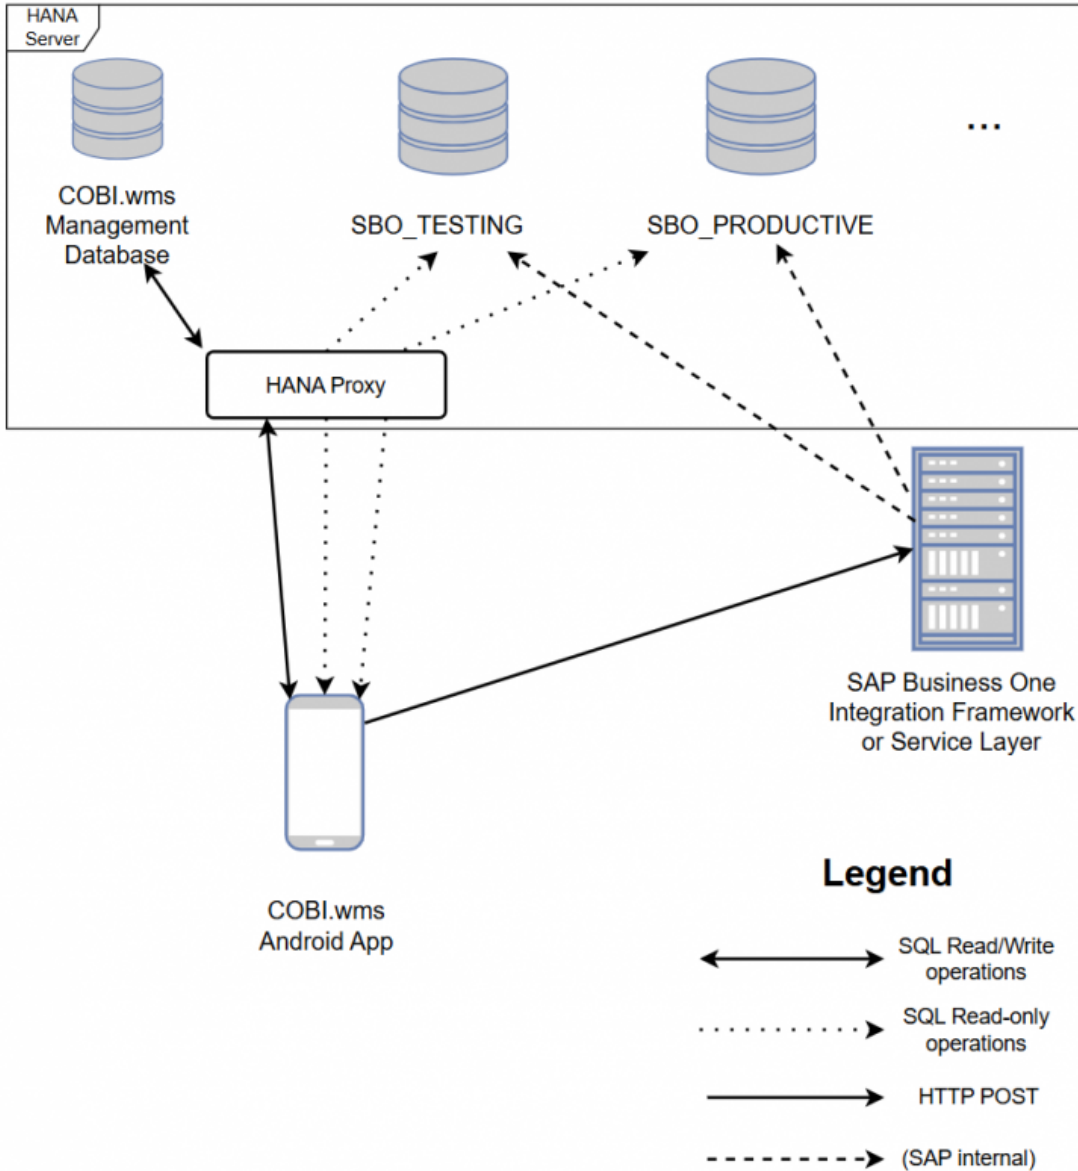 HANA
Server
...
COBI.wms
Management
Database
SBO_TESTING
SBO_PRODUCTIVE
HANA Proxy
SAP Business One
Integration Framework
or Service Layer
COBI.wms
Android App
Legend
SQL Read/Write
operations
SQL Read-only
operations
HTTP POST
(SAP internal)